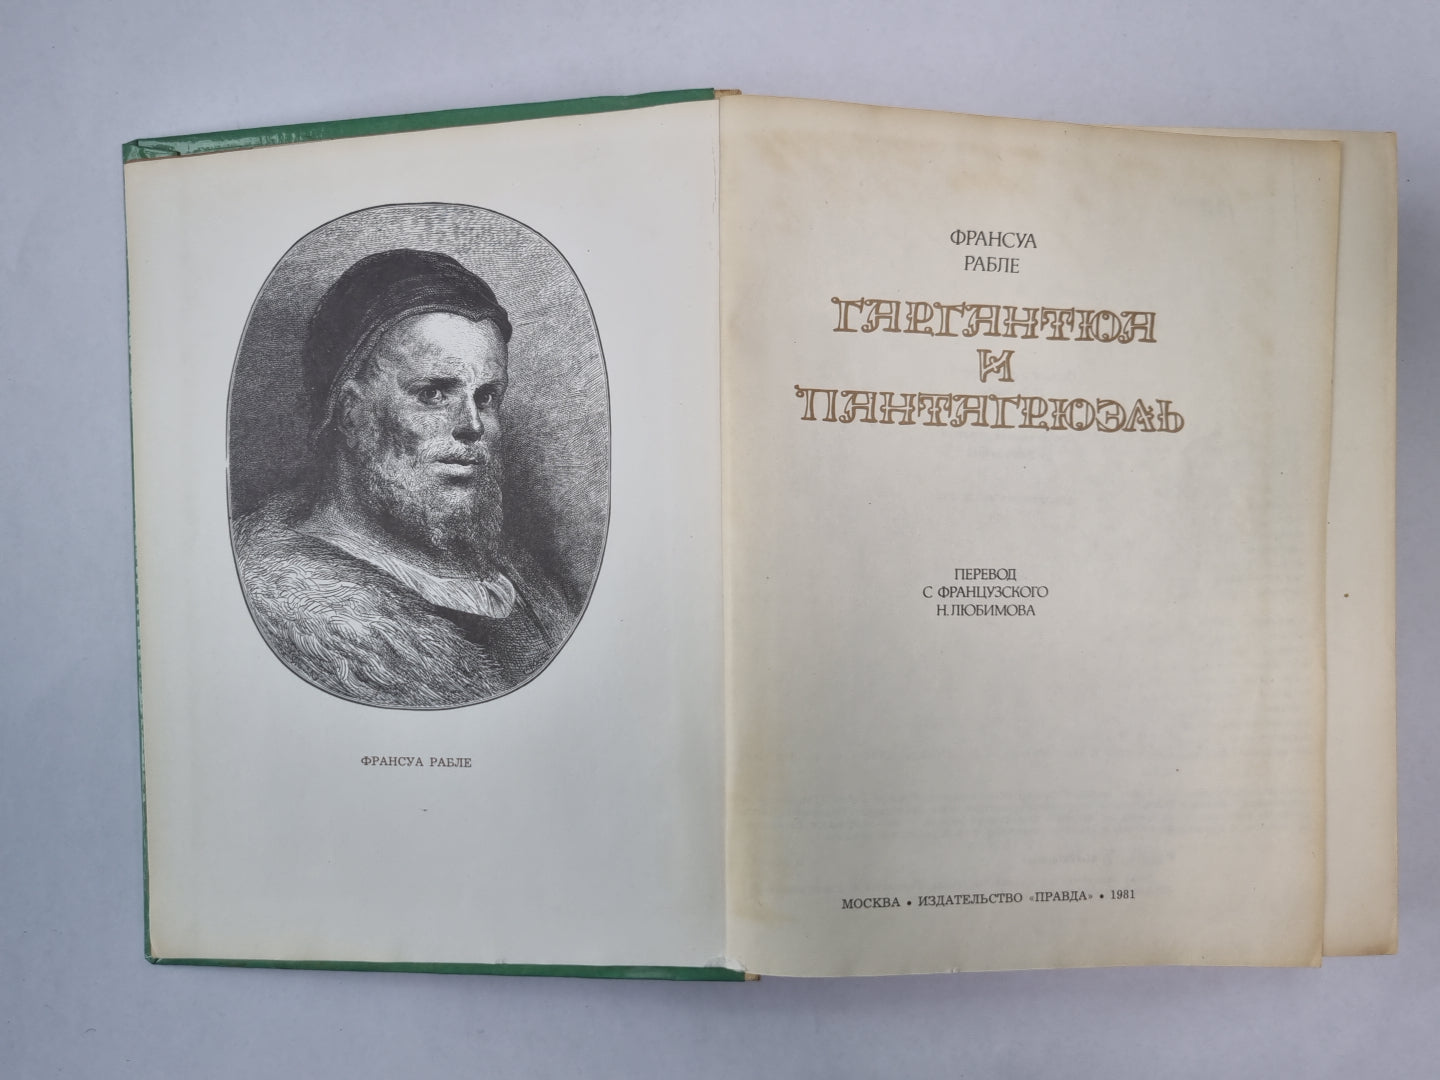 ФРАНСУА РАБЛЕ
ФРАНСУА
РАБЛЕ
ГАРГАНТЮА
И
ПАНТАГРЮЭЛЬ
ПЕРЕВОД
С ФРАНЦУЗСКОГО
Н. ЛЮБИМОВА
МОСКВА • ИЗДАТЕЛЬСТВО «ПРАВДА» • 1981